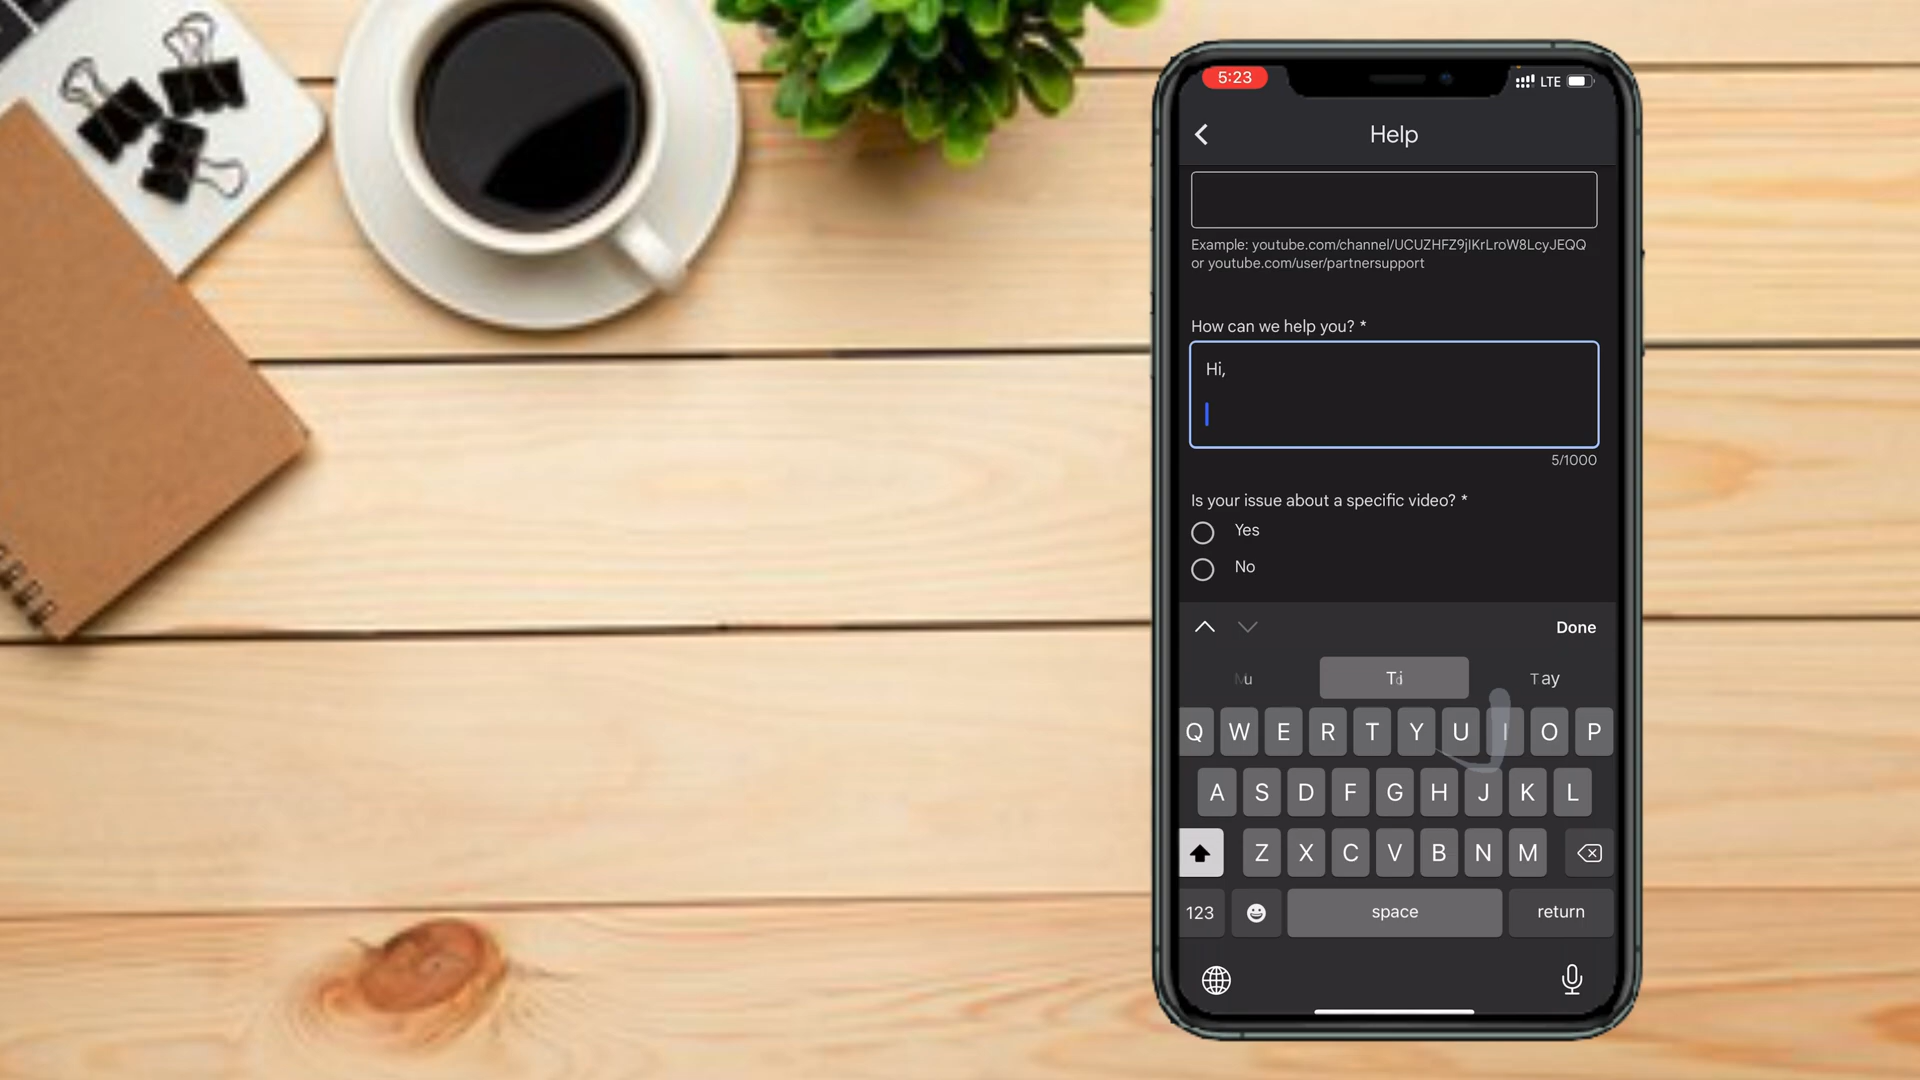 5:23
LTE
Help
Example: youtube.com/channel/UCUZHFZ9jIKrLroW8LcyJEQQ
or youtube.com/user/partnersupport
How can we help you? *
Hi,
5/1000
Is your issue about a specific video? *
Yes
No
Done
Tay
Q W E R T Y U I O P
A S D F G H J K L
Z X C V B N M
123 space return